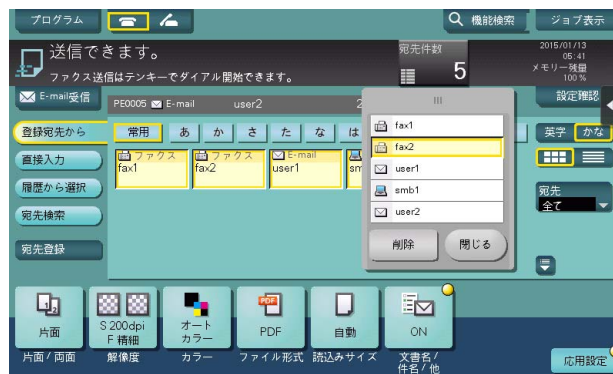 プログラム
機能検索
ジョブ表示
送信できます。
ファクス送信はテンキーでダイアル開始できます。
宛先件数
5
2015/01/13
05:41
メモリー残量
100 %
E-mail受信
PE0005 E-mail user2 2
設定確認
登録宛先から
常用 あ か さ た な は
英字 かな
直接入力
ファクス
fax1
ファクス
fax2
E-mail
user1
sm
履歴から選択
宛先検索
宛先登録
fax1
fax2
user1
smb1
user2
削除 閉じる
宛先
全て
片面
S 200dpi
F 精細
オート
カラー
PDF
自動
ON
片面 / 両面
解像度
カラー
ファイル形式
読込みサイズ
文書名 /
件名 / 他
応用設定